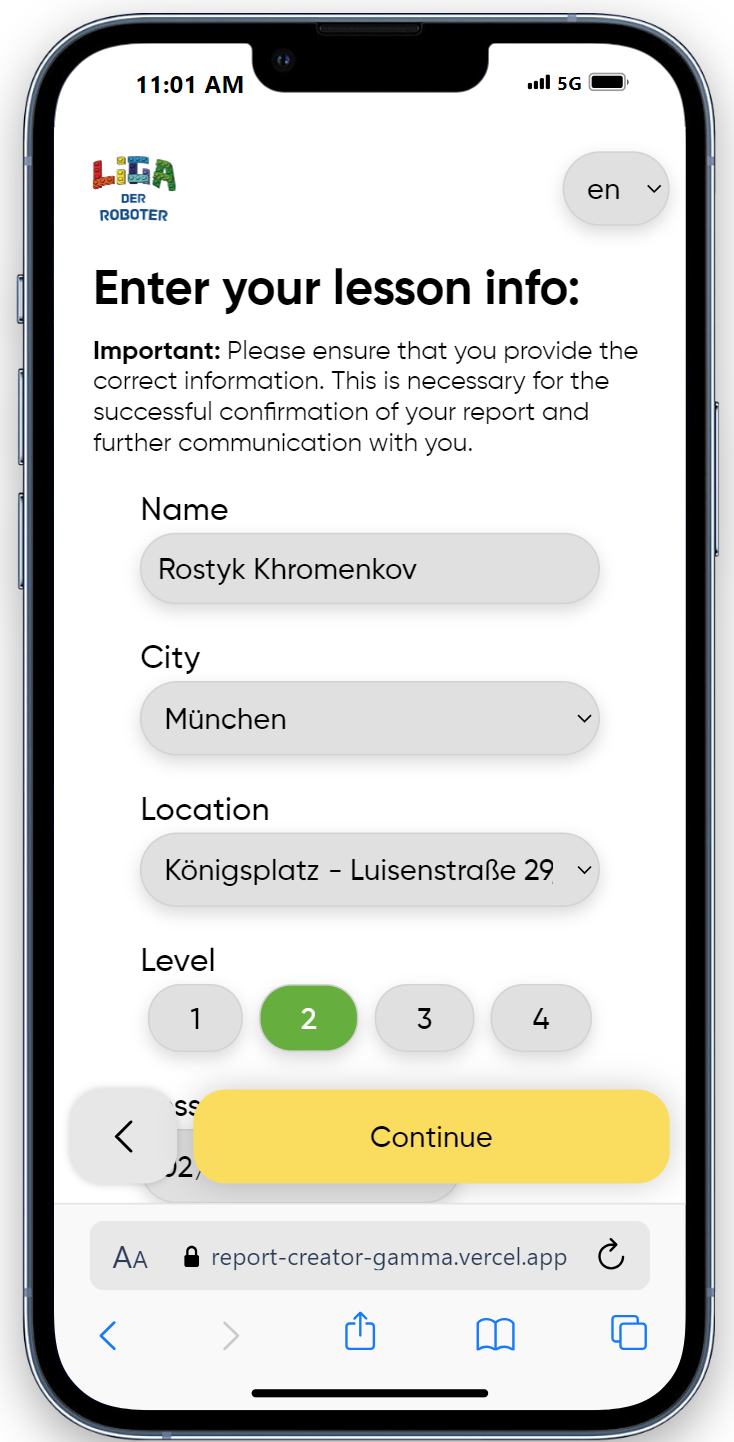 11:01 AM
5G
LiGA
DER
ROBOTER
en
Enter your lesson info:
Important: Please ensure that you provide the
correct information. This is necessary for the
successful confirmation of your report and
further communication with you.
Name
Rostyk Khromenkov
City
München
Location
Königsplatz - Luisenstraße 29
Level
1 2 3 4
Continue
AA report-creator-gamma.vercel.app